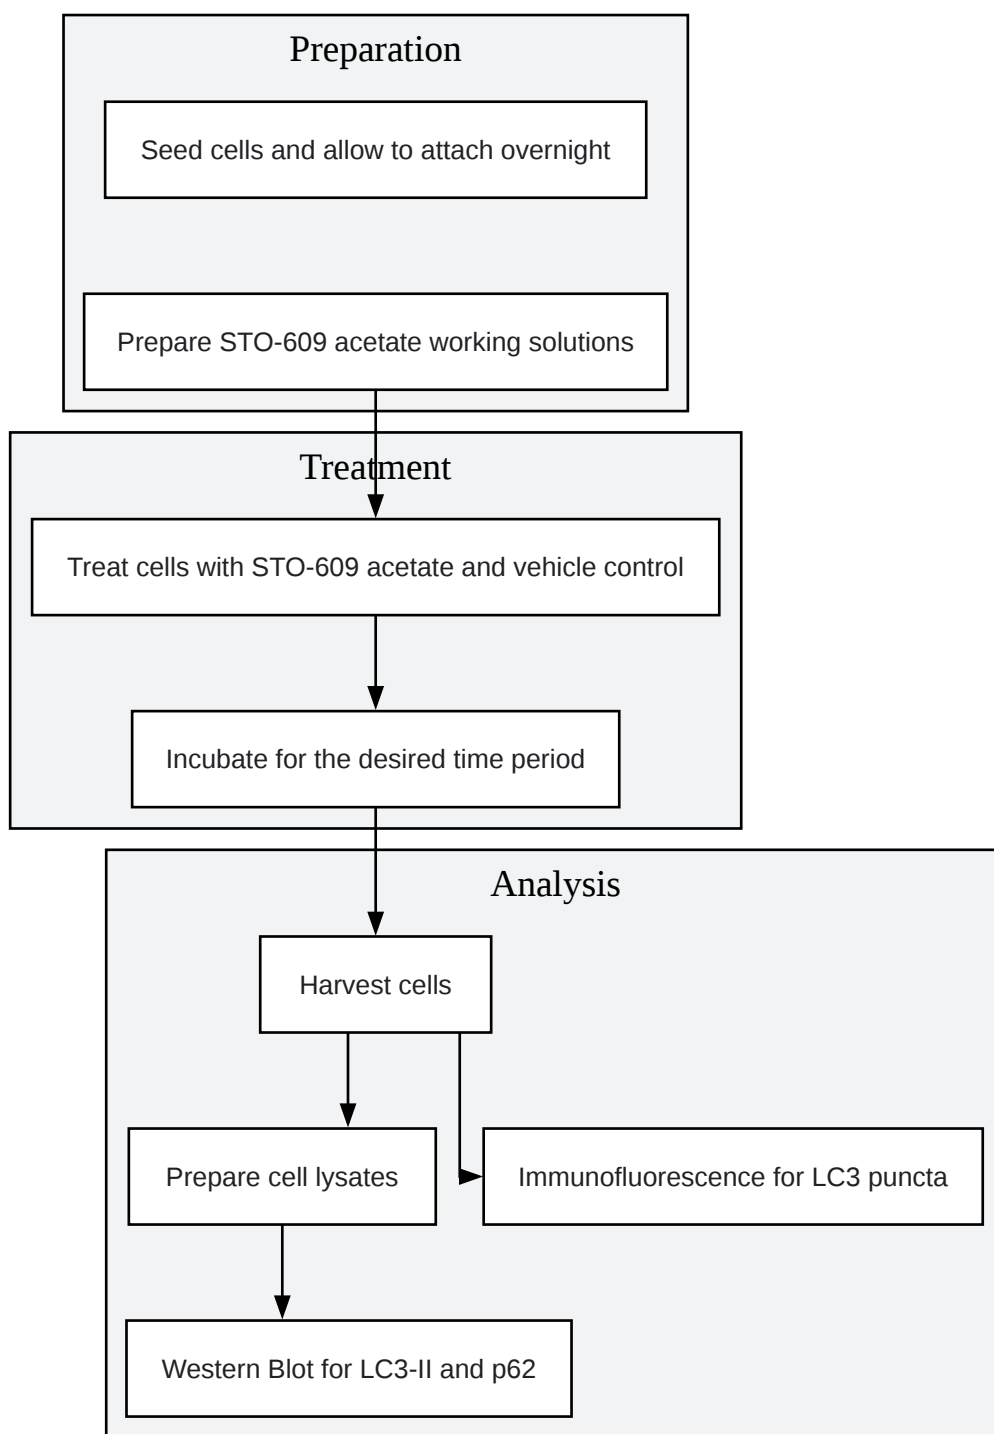 Preparation
Seed cells and allow to attach overnight
Prepare STO-609 acetate working solutions
Treatment
Treat cells with STO-609 acetate and vehicle control
Incubate for the desired time period
Analysis
Harvest cells
Prepare cell lysates
Immunofluorescence for LC3 puncta
Western Blot for LC3-II and p62